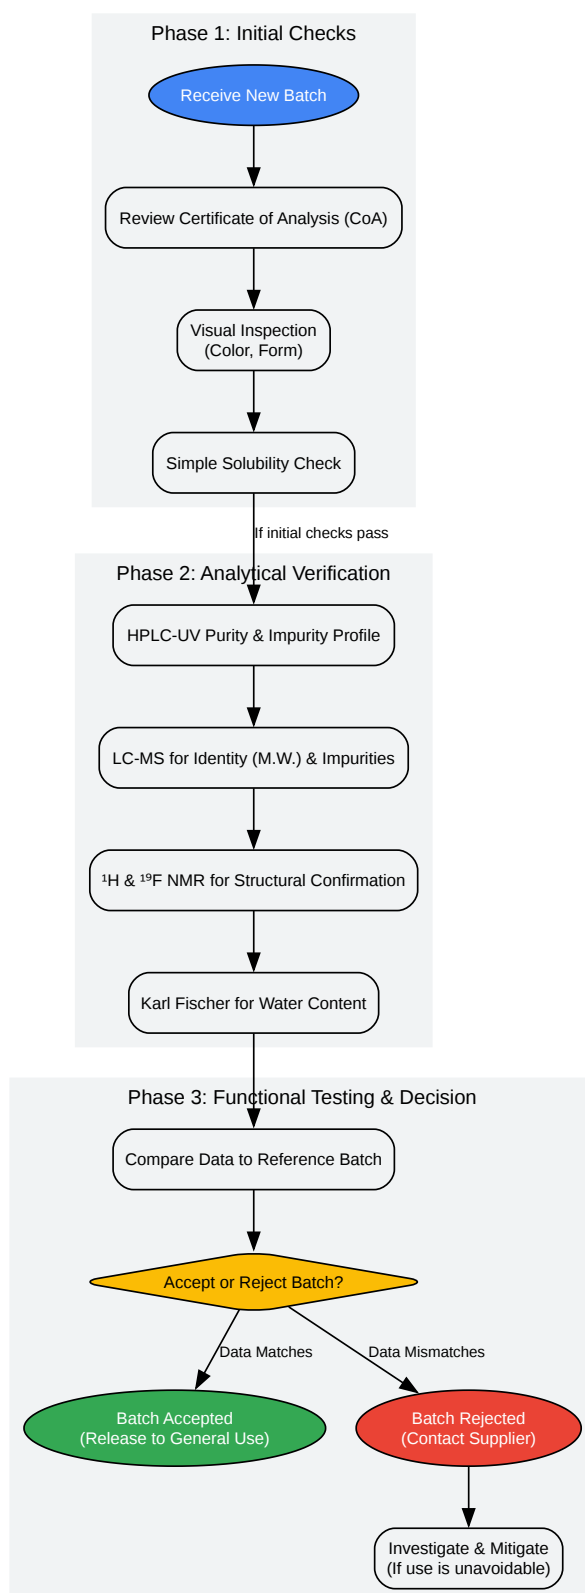 Phase 1: Initial Checks
Receive New Batch
Review Certificate of Analysis (CoA)
Visual Inspection
(Color, Form)
Simple Solubility Check
If initial checks pass
Phase 2: Analytical Verification
HPLC-UV Purity & Impurity Profile
LC-MS for Identity (M.W.) & Impurities
¹H & ¹⁹F NMR for Structural Confirmation
Karl Fischer for Water Content
Phase 3: Functional Testing & Decision
Compare Data to Reference Batch
Accept or Reject Batch?
Data Matches
Data Mismatches
Batch Accepted
(Release to General Use)
Batch Rejected
(Contact Supplier)
Investigate & Mitigate
(If use is unavoidable)